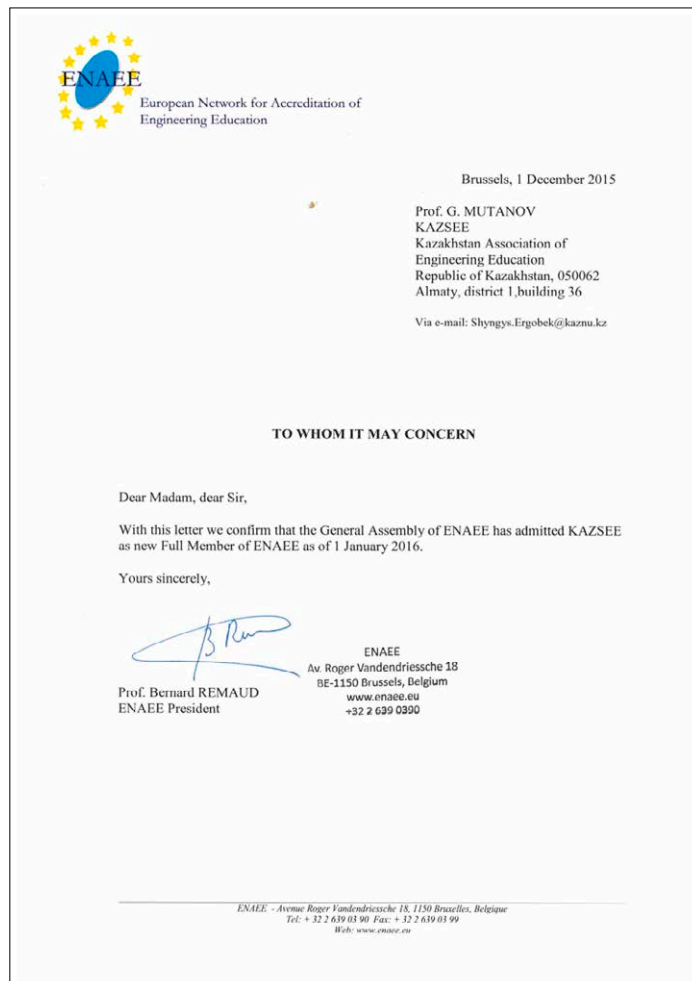 ENAEE
European Network for Accreditation of
Engineering Education
Brussels, 1 December 2015
Prof. G. MUTANOV
KAZSEE
Kazakhstan Association of
Engineering Education
Republic of Kazakhstan, 050062
Almaty, district 1,building 36
Via e-mail: Shyngys.Ergobek@kaznu.kz
TO WHOM IT MAY CONCERN
Dear Madam, dear Sir,
With this letter we confirm that the General Assembly of ENAEE has admitted KAZSEE
as new Full Member of ENAEE as of 1 January 2016.
Yours sincerely,
B Rem
Prof. Bernard REMAUD
ENAEE President
ENAEE
Av. Roger Vandendriessche 18
BE-1150 Brussels, Belgium
www.enaee.eu
+32 2 639 0390
ENAEE - Avenue Roger Vandendriessche 18, 1150 Bruxelles, Belgique
Tel: + 32 2 639 03 90 Fax: + 32 2 639 03 99
Web: www.enaee.eu